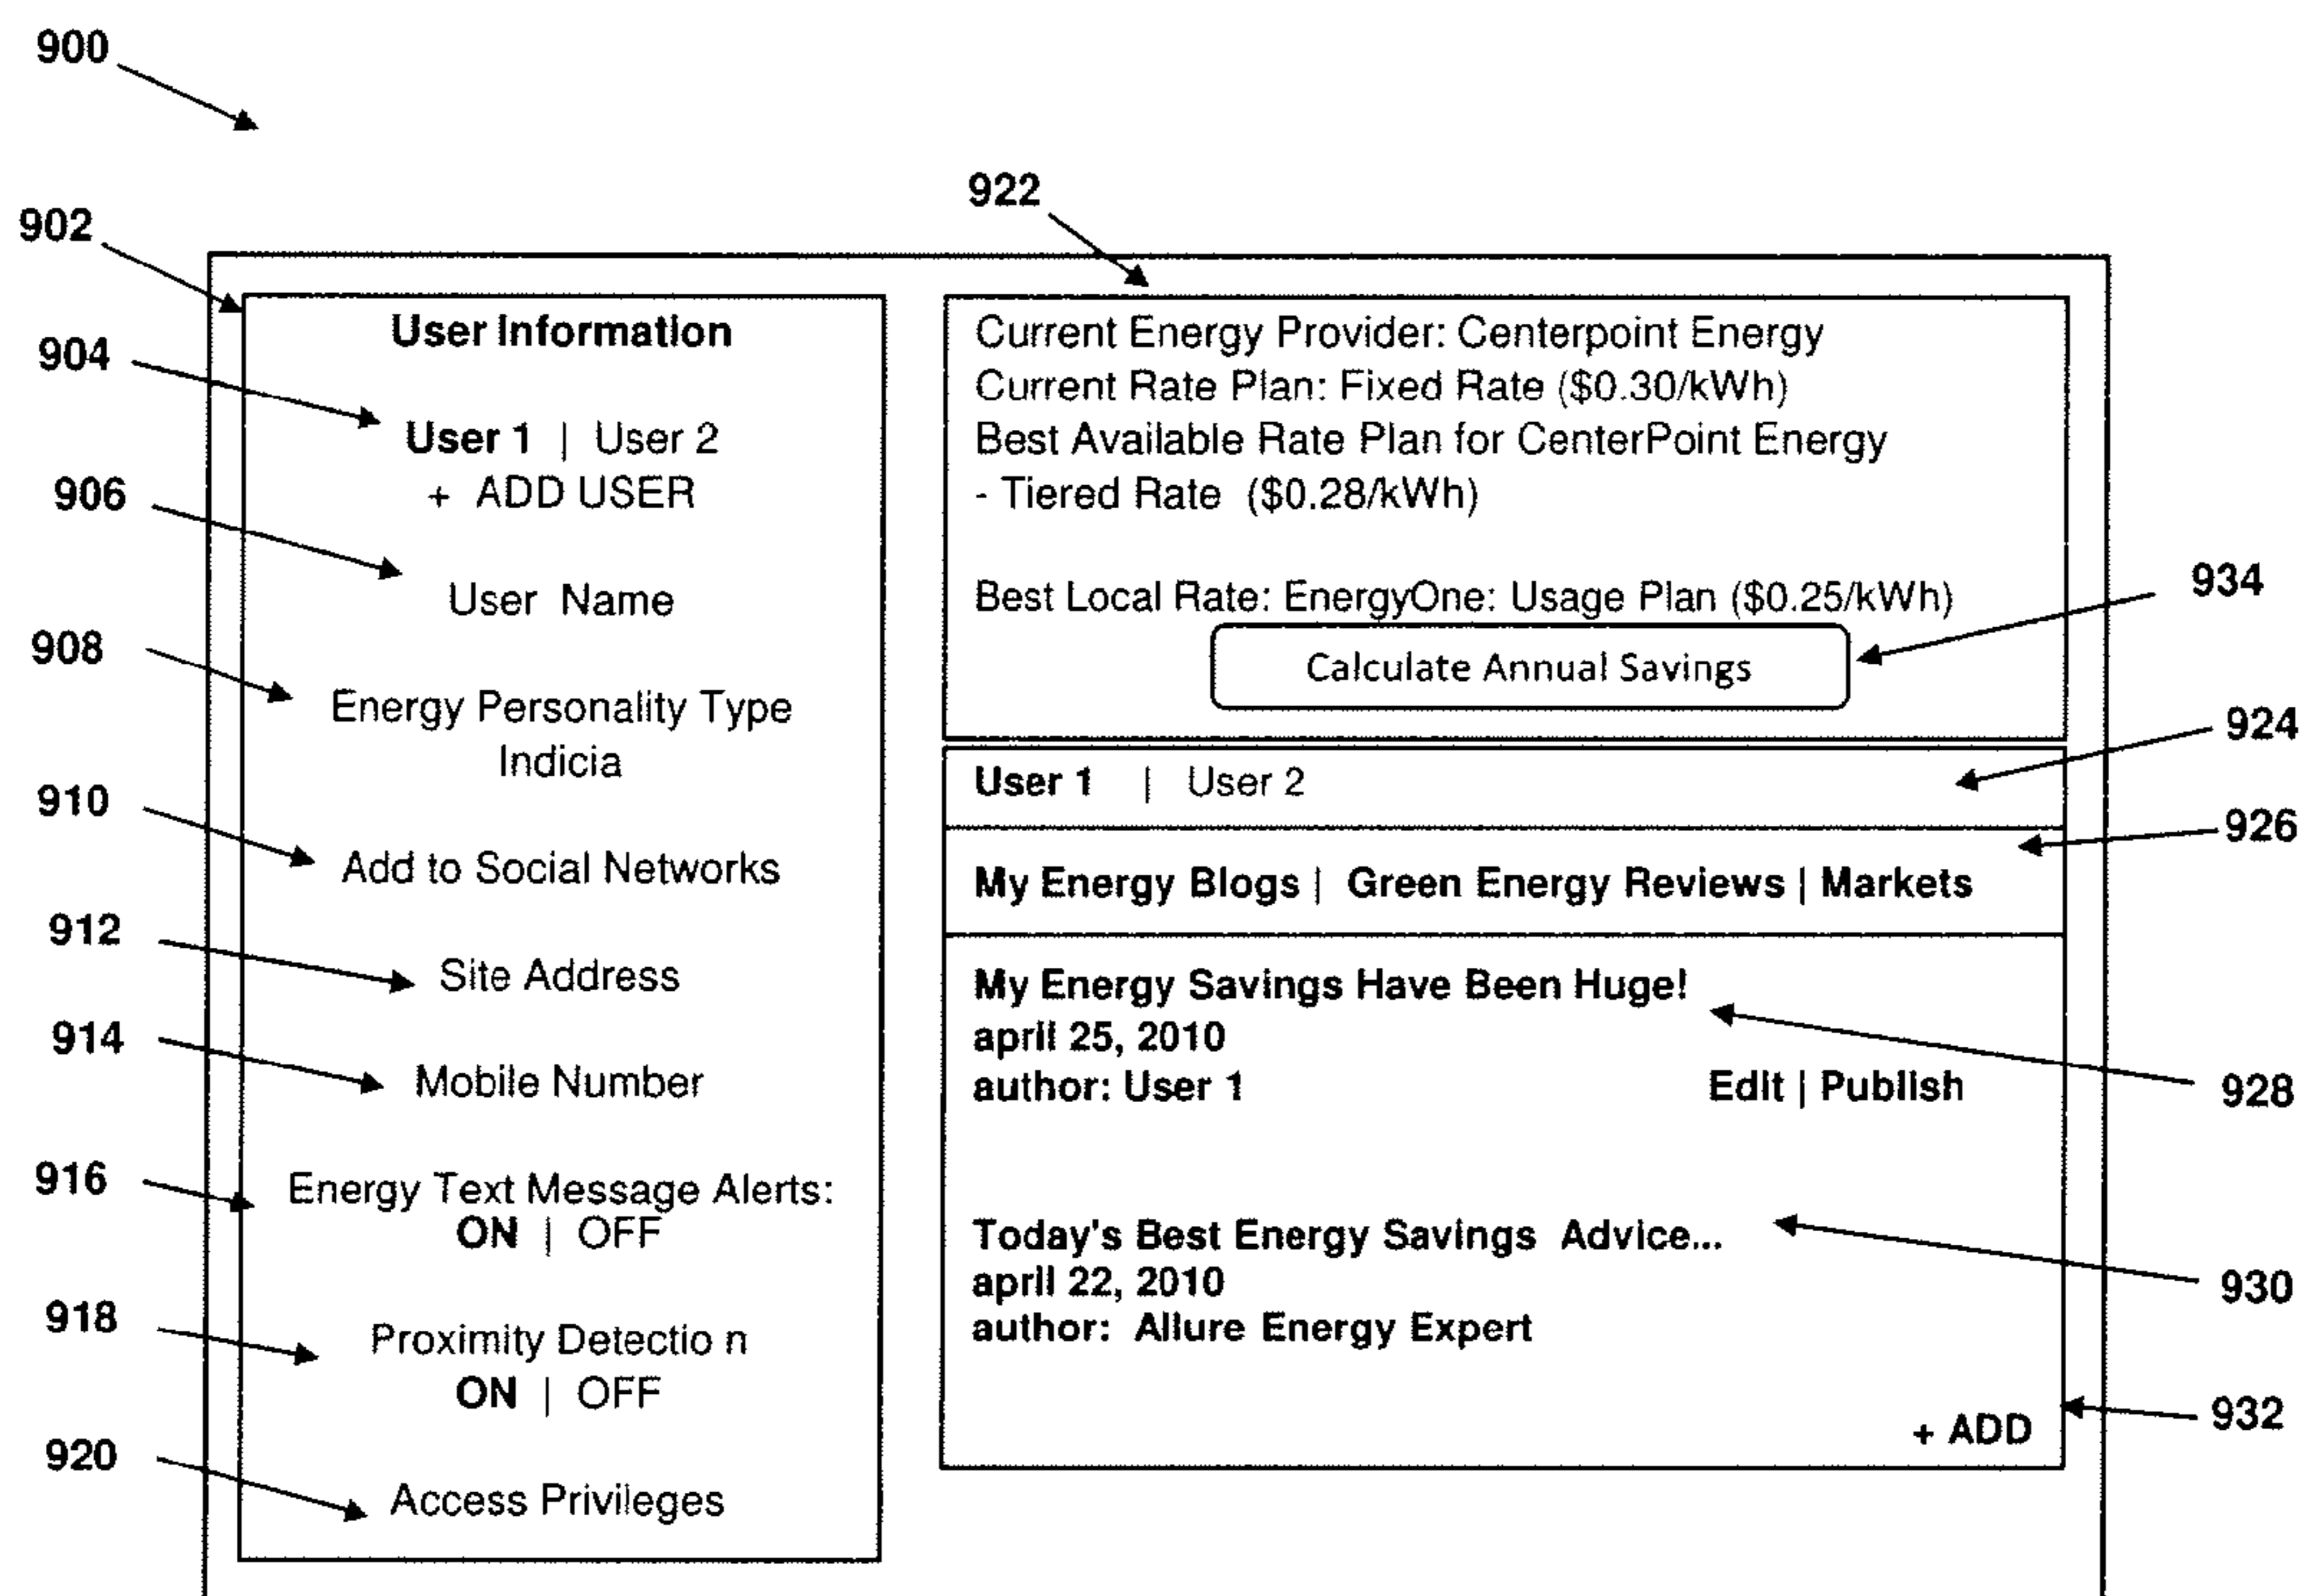 900
922
902
904
906
908
910
912
914
916
918
920
User Information
User 1 | User 2
+ ADD USER
User Name
Energy Personality Type
Indicia
Add to Social Networks
Site Address
Mobile Number
Energy Text Message Alerts:
ON | OFF
Proximity Detectio n
ON | OFF
Access Privileges
Current Energy Provider: Centerpoint Energy
Current Rate Plan: Fixed Rate ($0.30/kWh)
Best Available Rate Plan for CenterPoint Energy
- Tiered Rate ($0.28/kWh)
Best Local Rate: EnergyOne: Usage Plan ($0.25/kWh)
Calculate Annual Savings
User 1 | User 2
My Energy Blogs | Green Energy Reviews | Markets
My Energy Savings Have Been Huge!
april 25, 2010
author: User 1
Edit | Publish
Today's Best Energy Savings Advice...
april 22, 2010
author: Allure Energy Expert
+ ADD
934
924
926
928
930
932